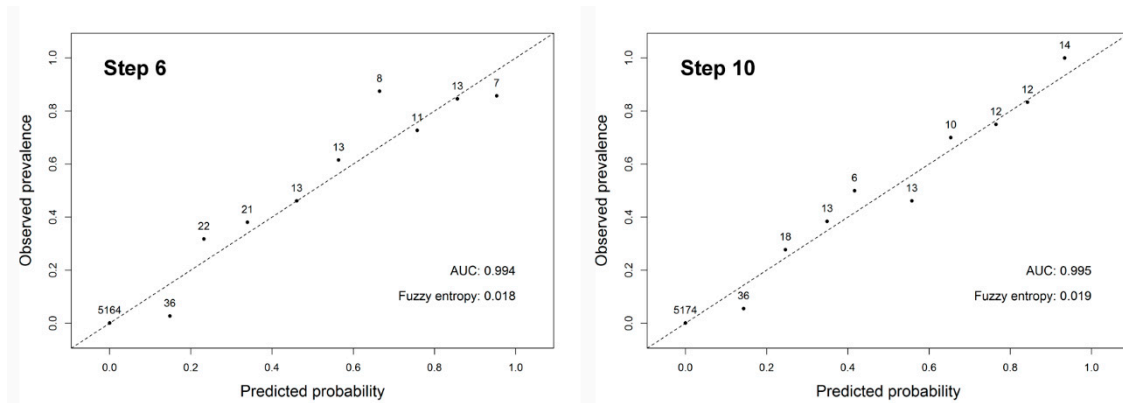 Step 6
1.0
0.8
0.6
0.4
0.2
0.0
Observed prevalence
8
13
7
11
13
13
21
22
36
5164
AUC: 0.994
Fuzzy entropy: 0.018
0.0 0.2 0.4 0.6 0.8 1.0
Predicted probability
Step 10
1.0
0.8
0.6
0.4
0.2
0.0
Observed prevalence
14
12
12
10
6
13
13
18
36
5174
AUC: 0.995
Fuzzy entropy: 0.019
0.0 0.2 0.4 0.6 0.8 1.0
Predicted probability